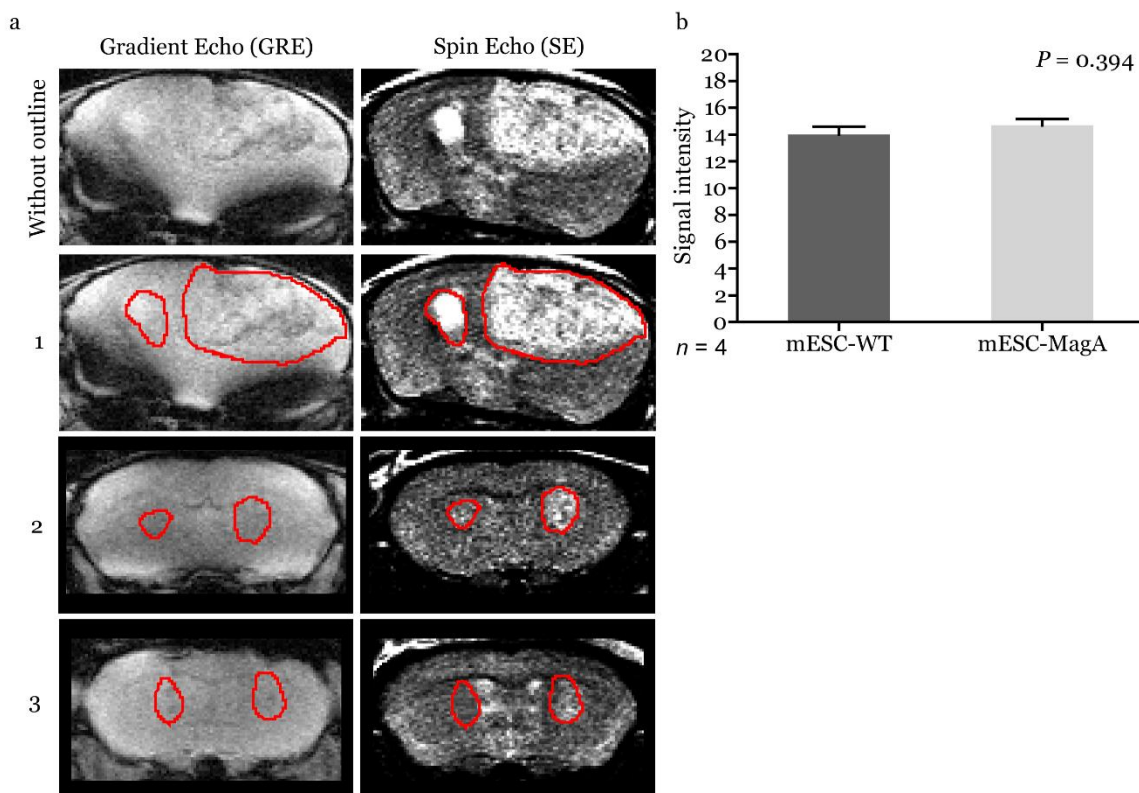 a
Gradient Echo (GRE)
Spin Echo (SE)
Without outline
1
2
3
b
P = 0.394
Signal intensity
20
18
16
14
12
10
8
6
4
2
0
n = 4
mESC-WT
mESC-MagA